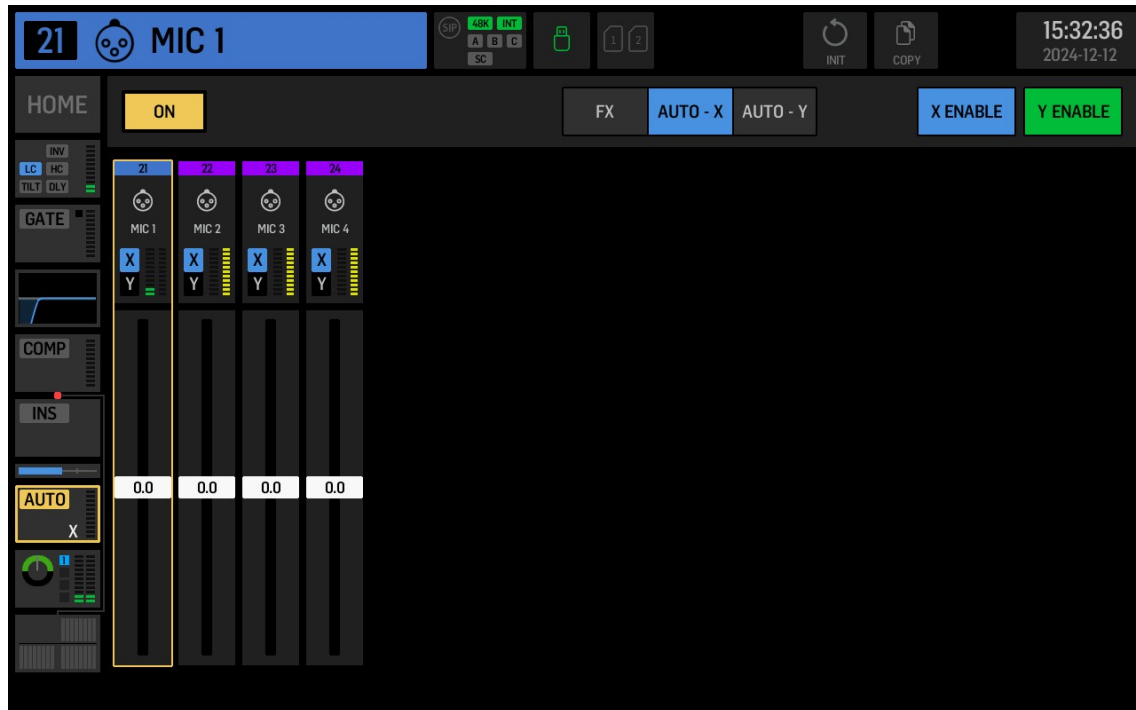 21 MIC 1
SIP 48K INT
A B C
SC
1 2
INIT
COPY
15:32:36
2024-12-12
HOME
ON
FX AUTO - X AUTO - Y
X ENABLE
Y ENABLE
INV
LC HC
TILT DLY
GATE
COMP
INS
AUTO
X
1
21 22 23 24
MIC 1 MIC 2 MIC 3 MIC 4
X X X X
Y Y Y Y
0.0 0.0 0.0 0.0